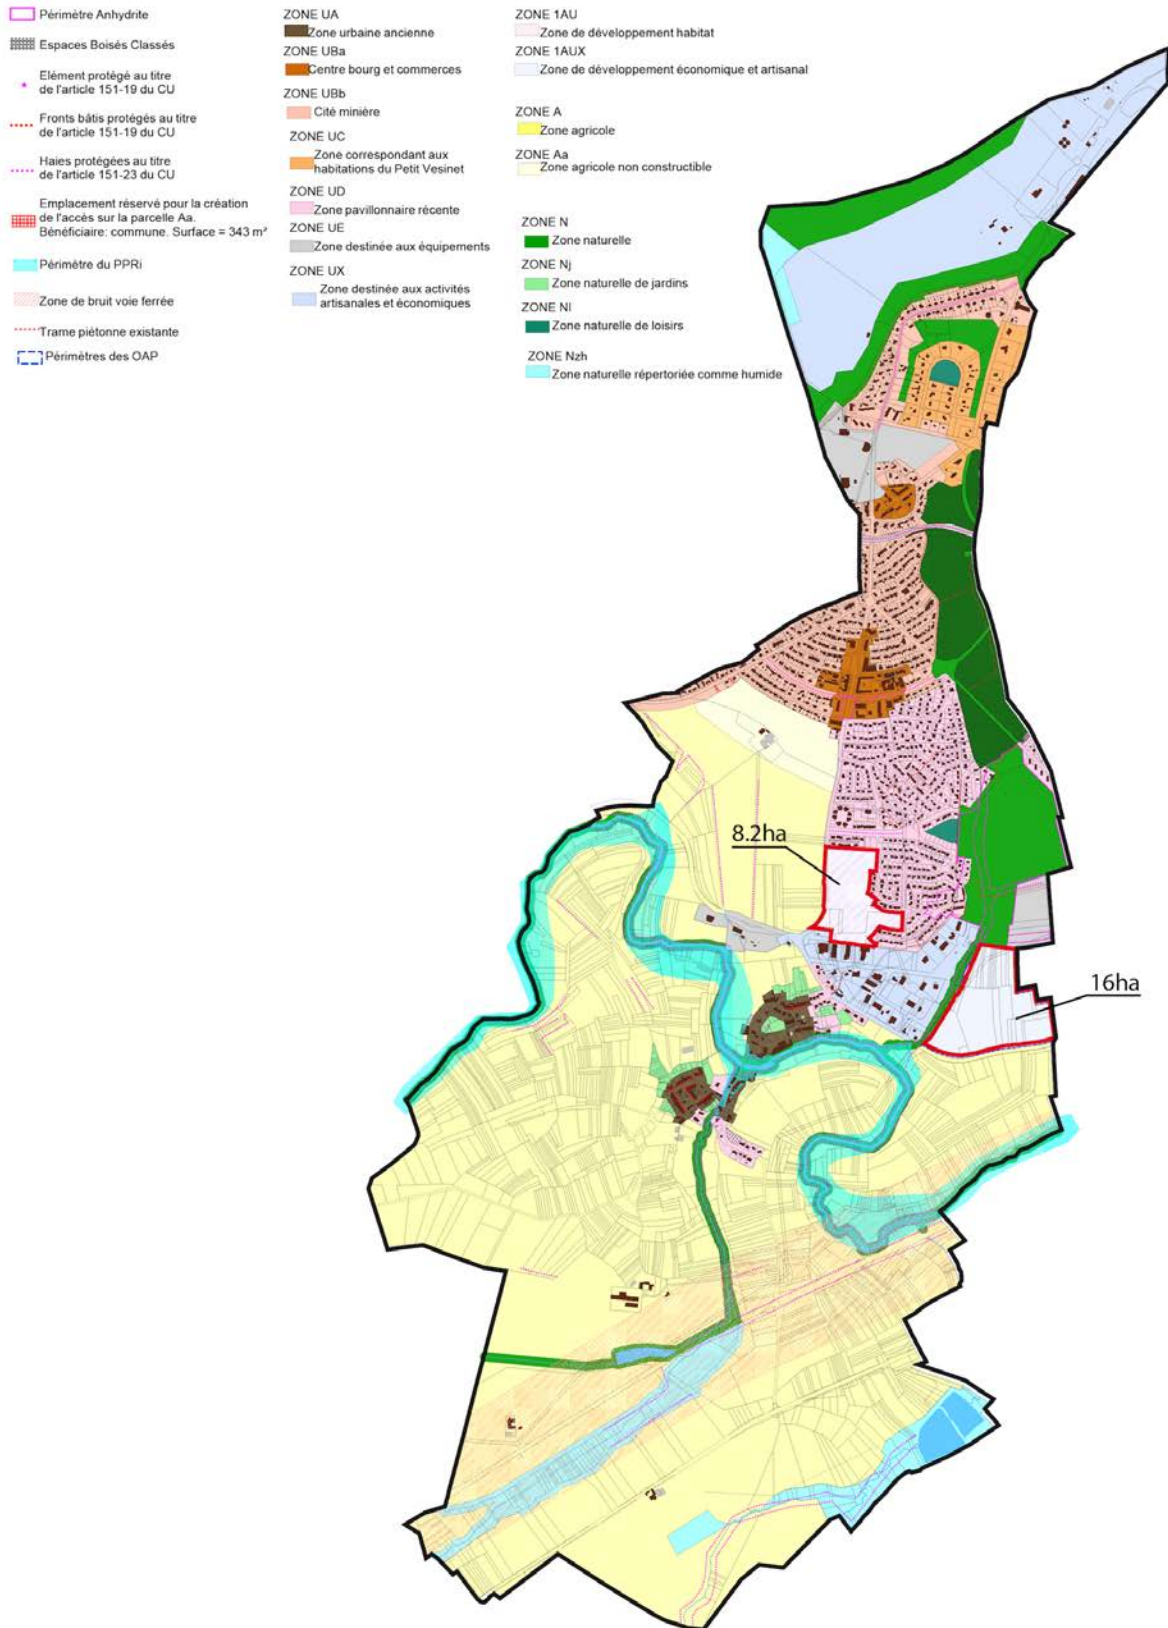 Périmètre Anhydrite
Espaces Boisés Classés
Elément protégé au titre
de l'article 151-19 du CU
Fronts bâtis protégés au titre
de l'article 151-19 du CU
Haies protégées au titre
de l'article 151-23 du CU
Emplacement réservé pour la création
de l'accès sur la parcelle Aa.
Bénéficiaire: commune. Surface = 343 m²
Périmètre du PPRi
Zone de bruit voie ferrée
Trame piétonne existante
Périmètres des OAP
ZONE UA
Zone urbaine ancienne
ZONE UBa
Centre bourg et commerces
ZONE UBb
Cité minière
ZONE UC
Zone correspondant aux
habitations du Petit Vesinet
ZONE UD
Zone pavillonnaire récente
ZONE UE
Zone destinée aux équipements
ZONE UX
Zone destinée aux activités
artisanales et économiques
ZONE 1AU
Zone de développement habitat
ZONE 1AUX
Zone de développement économique et artisanal
ZONE A
Zone agricole
ZONE Aa
Zone agricole non constructible
ZONE N
Zone naturelle
ZONE Nj
Zone naturelle de jardins
ZONE Nl
Zone naturelle de loisirs
ZONE Nzh
Zone naturelle répertoriée comme humide
8.2ha
16ha